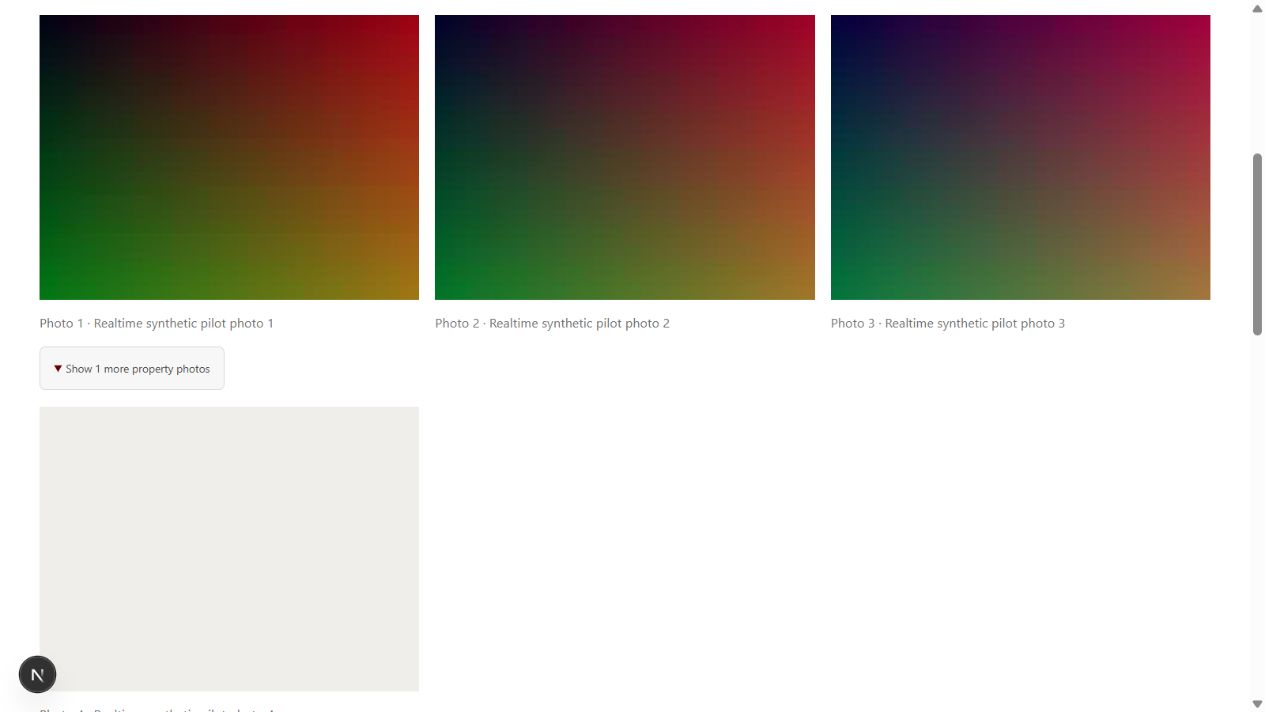 Photo 1 · Realtime synthetic pilot photo 1
Photo 2 · Realtime synthetic pilot photo 2
Photo 3 · Realtime synthetic pilot photo 3
▼ Show 1 more property photos
N